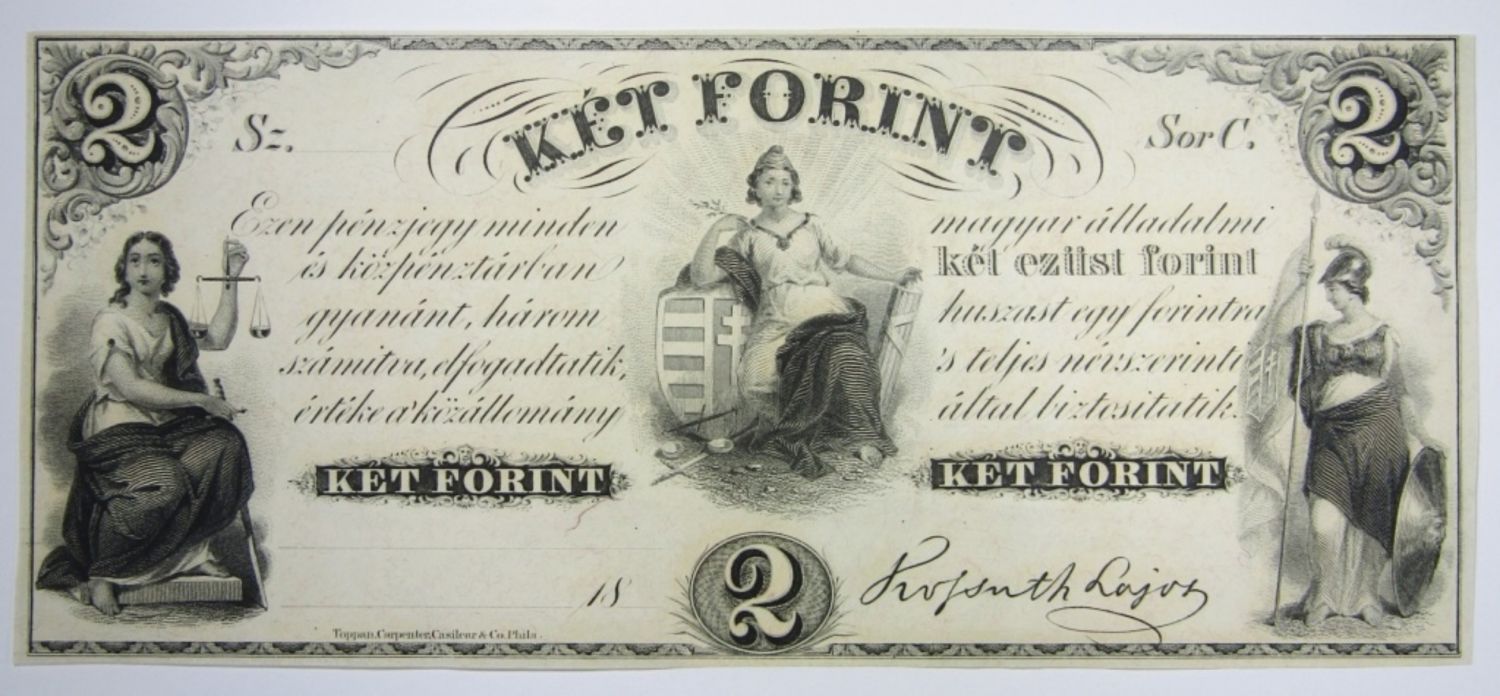 2 KÉT FORINT 2
Sz. Sor C.
Ezen pénzjegy minden magyar álladalmi
és közpénztárban két ezüst forint
gyanánt, három huszast egy forintra
számitva, elfogadtatik, 's teljes névszerinti
értéke a' közállomány által biztositatik.
KÉT FORINT KÉT FORINT
18 2 Kossuth Lajos
Toppan, Carpenter, Casilear & Co. Phila.